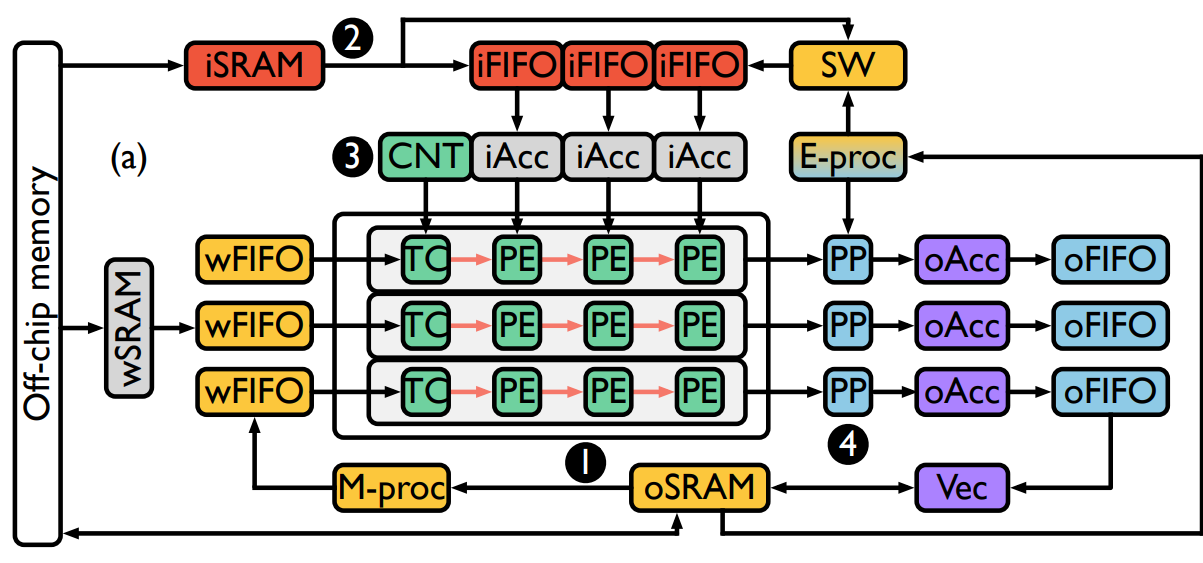 2
iSRAM iFIFO iFIFO iFIFO SW
(a) 3 CNT iAcc iAcc iAcc E-proc
Off-chip memory
wSRAM
wFIFO TC PE PE PE PP oAcc oFIFO
wFIFO TC PE PE PE PP oAcc oFIFO
wFIFO TC PE PE PE PP oAcc oFIFO
1 4
M-proc oSRAM Vec